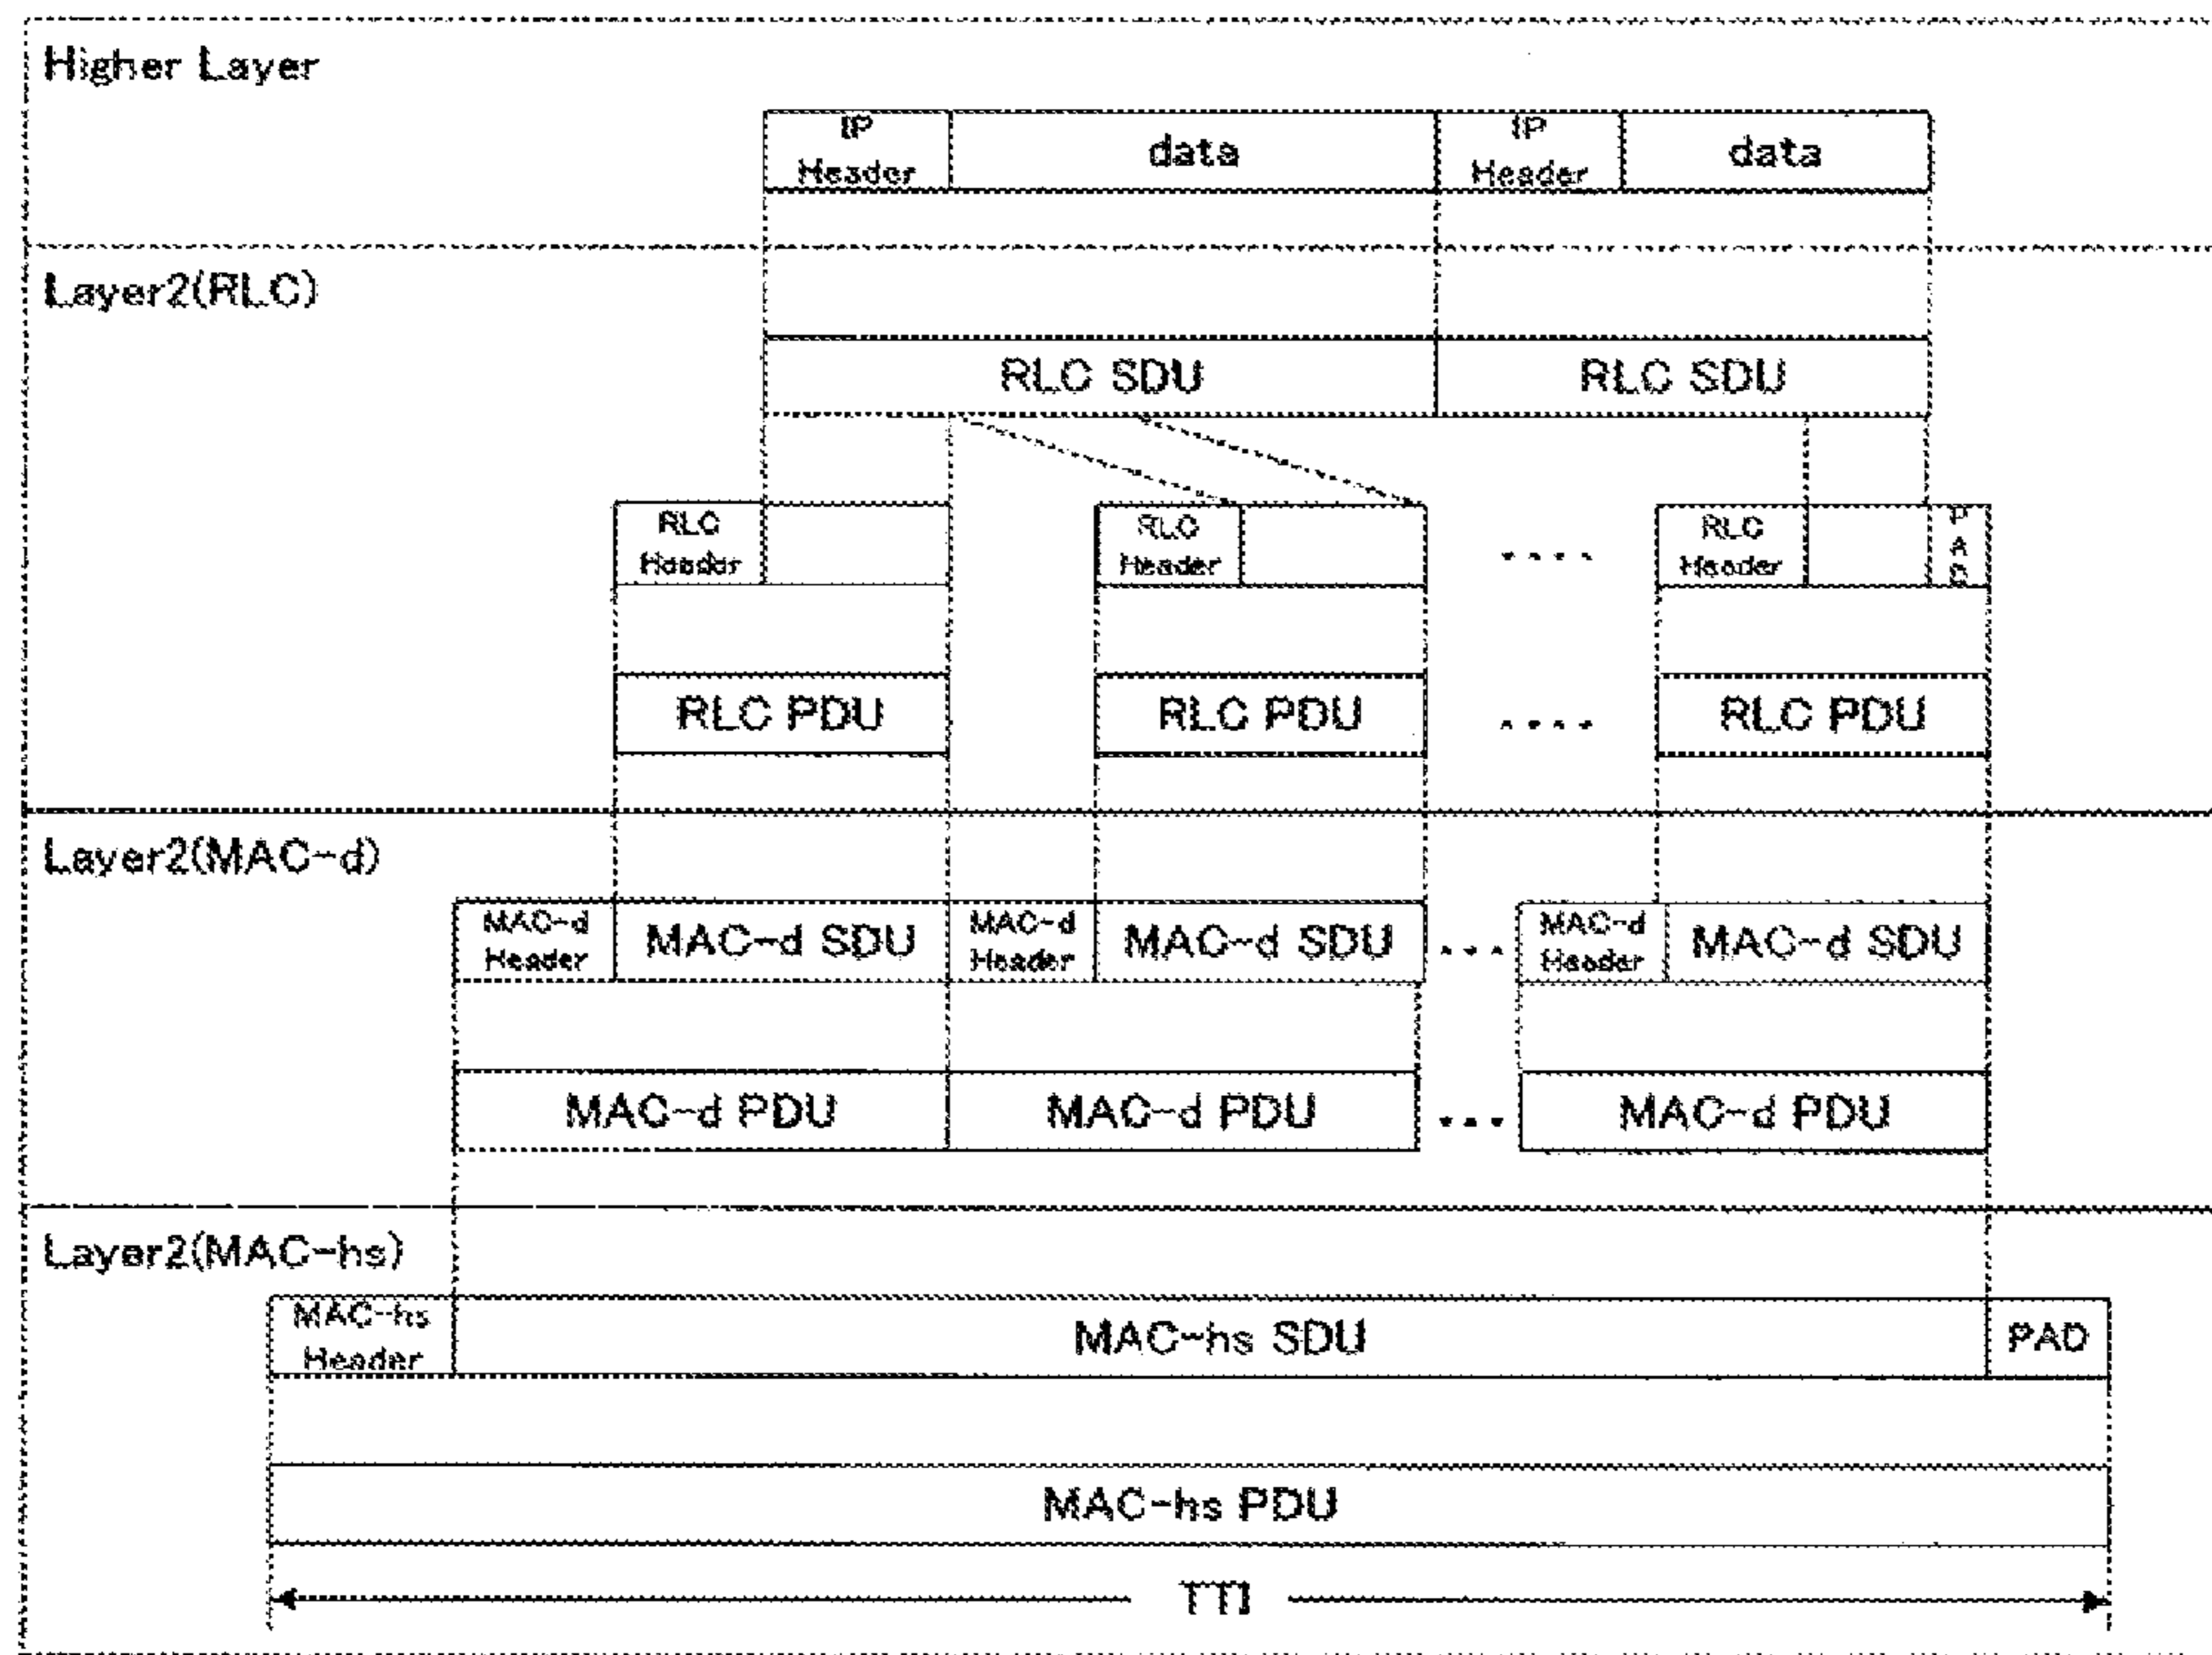 Higher Layer
IP Header data IP Header data
Layer2(RLC)
RLC SDU RLC SDU
RLC Header RLC Header .... RLC Header PAD
RLC PDU RLC PDU .... RLC PDU
Layer2(MAC-d)
MAC-d Header MAC-d SDU MAC-d Header MAC-d SDU ... MAC-d Header MAC-d SDU
MAC-d PDU MAC-d PDU ... MAC-d PDU
Layer2(MAC-hs)
MAC-hs Header MAC-hs SDU PAD
MAC-hs PDU
TTI